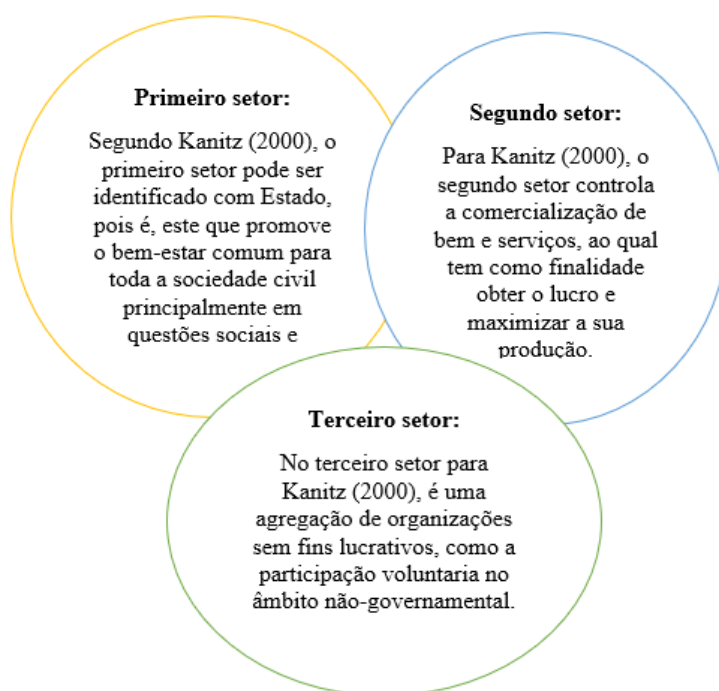 Primeiro setor:
Segundo Kanitz (2000), o
primeiro setor pode ser
identificado com Estado,
pois é, este que promove
o bem-estar comum para
toda a sociedade civil
principalmente em
questões sociais e
Segundo setor:
Para Kanitz (2000), o
segundo setor controla
a comercialização de
bem e serviços, ao qual
tem como finalidade
obter o lucro e
maximizar a sua
produção.
Terceiro setor:
No terceiro setor para
Kanitz (2000), é uma
agregação de organizações
sem fins lucrativos, como a
participação voluntaria no
âmbito não-governamental.